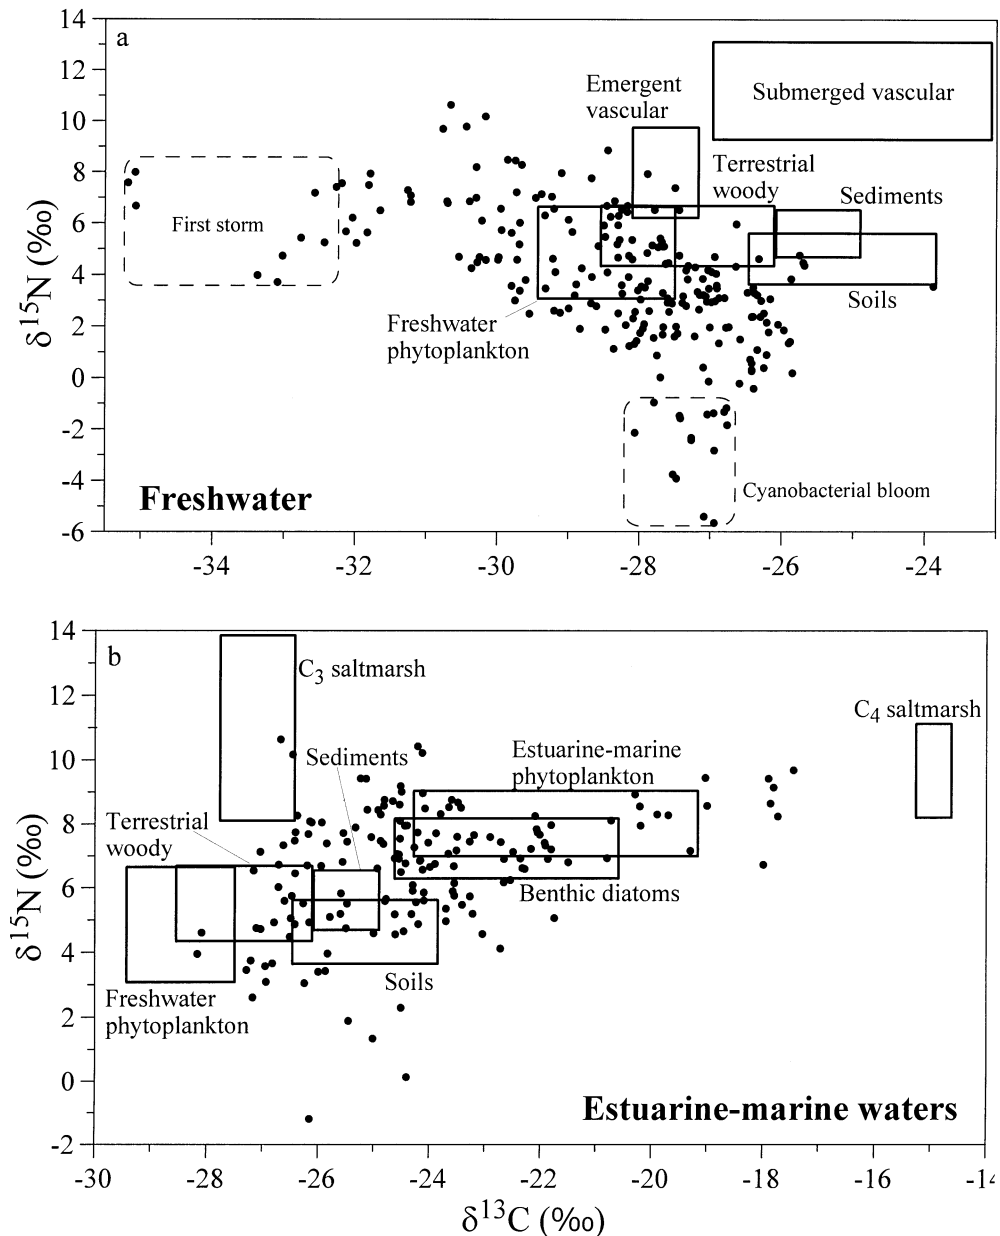 14
a
12
Emergent
vascular
Submerged vascular
10
8
Terrestrial
woody
Sediments
6
First storm
δ15N (‰)
4
Soils
Freshwater
phytoplankton
2
0
-2
-4
Cyanobacterial bloom
Freshwater
-6
-34
-32
-30
-28
-26
-24
14
b
C3 saltmarsh
12
C4 saltmarsh
Sediments
Estuarine-marine
phytoplankton
10
8
Terrestrial
woody
6
Benthic diatoms
δ15N (‰)
4
Soils
Freshwater
phytoplankton
2
0
Estuarine-marine waters
-2
-30
-28
-26
-24
-22
-20
-18
-16
-14
δ13C (‰)